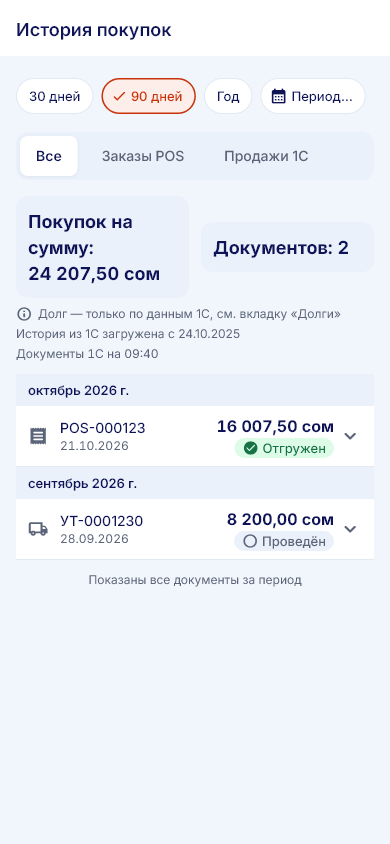 История покупок
30 дней
90 дней
Год
Период...
Все
Заказы POS
Продажи 1С
Покупок на
сумму:
24 207,50 сом
Документов: 2
Долг — только по данным 1С, см. вкладку «Долги»
История из 1С загружена с 24.10.2025
Документы 1С на 09:40
октябрь 2026 г.
POS-000123
16 007,50 сом
21.10.2026
Отгружен
сентябрь 2026 г.
УТ-0001230
8 200,00 сом
28.09.2026
Проведён
Показаны все документы за период